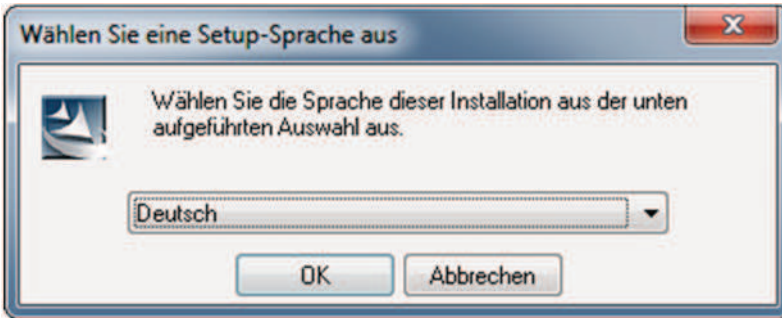 Wählen Sie eine Setup-Sprache aus
Wählen Sie die Sprache dieser Installation aus der unten
aufgeführten Auswahl aus.
Deutsch
OK
Abbrechen